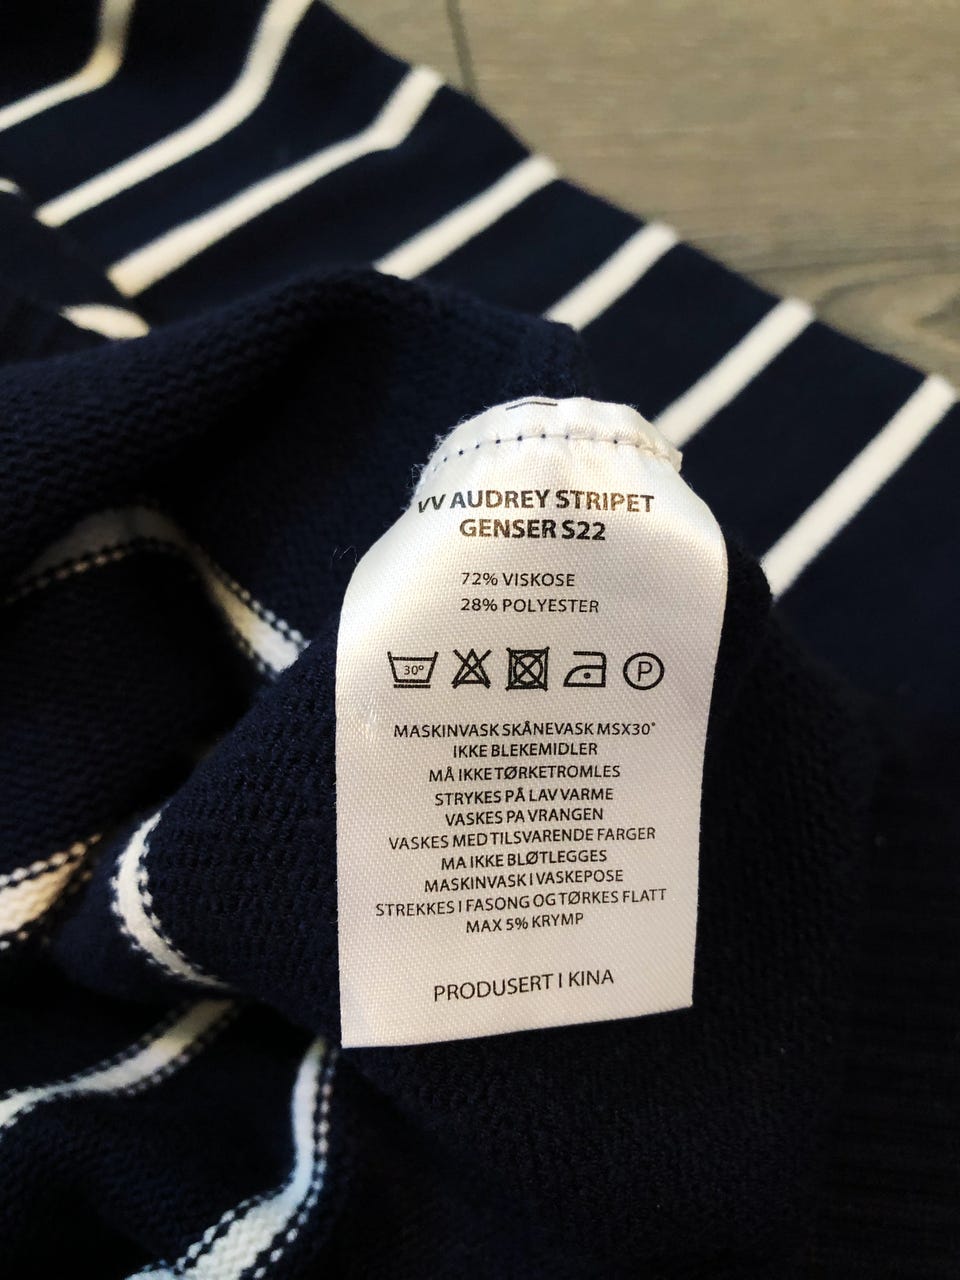 VV AUDREY STRIPET
GENSER S22
72% VISKOSE
28% POLYESTER
30°
P
MASKINVASK SKÅNEVASK MSX30°
IKKE BLEKEMIDLER
MÅ IKKE TØRKETROMLES
STRYKES PÅ LAV VARME
VASKES PA VRANGEN
VASKES MED TILSVARENDE FARGER
MA IKKE BLØTLEGGES
MASKINVASK I VASKEPOSE
STREKKES I FASONG OG TØRKES FLATT
MAX 5% KRYMP
PRODUSERT I KINA